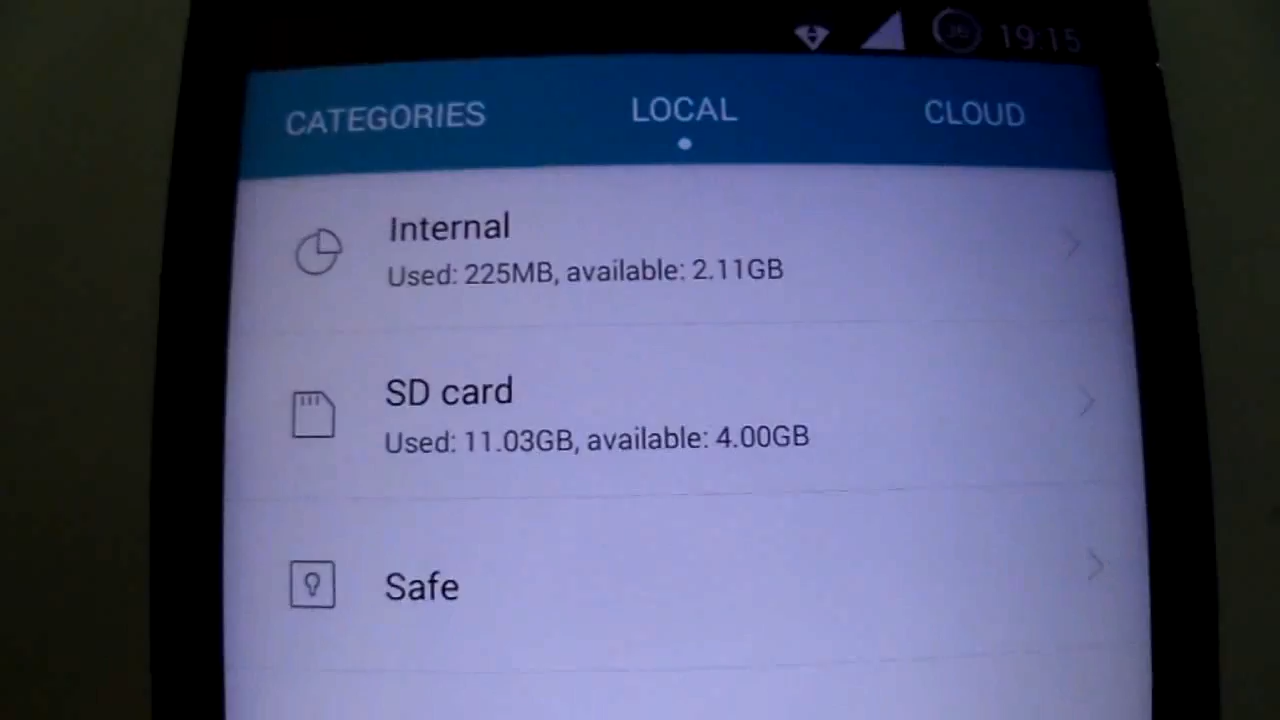 19:15
CATEGORIES LOCAL CLOUD
Internal
Used: 225MB, available: 2.11GB
SD card
Used: 11.03GB, available: 4.00GB
Safe